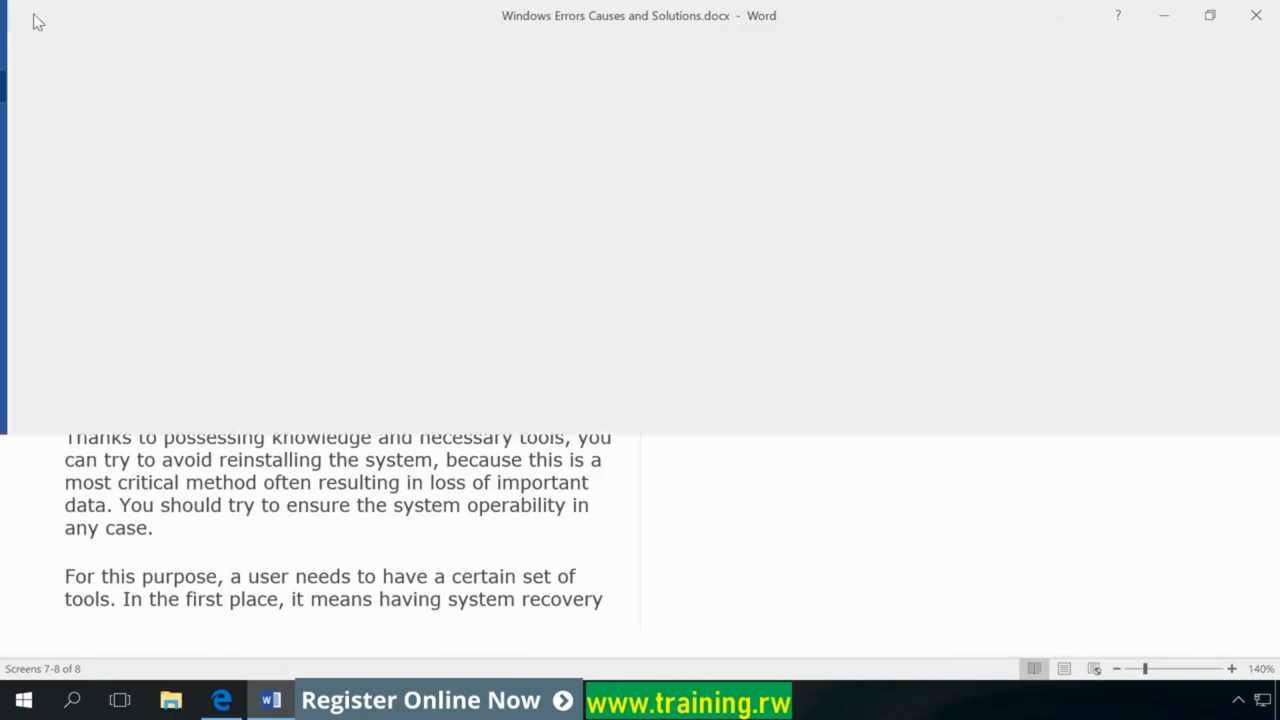 Windows Errors Causes and Solutions.docx - Word
?
Thanks to possessing knowledge and necessary tools, you
can try to avoid reinstalling the system, because this is a
most critical method often resulting in loss of important
data. You should try to ensure the system operability in
any case.
For this purpose, a user needs to have a certain set of
tools. In the first place, it means having system recovery
Screens 7-8 of 8
140%
Register Online Now
www.training.rw